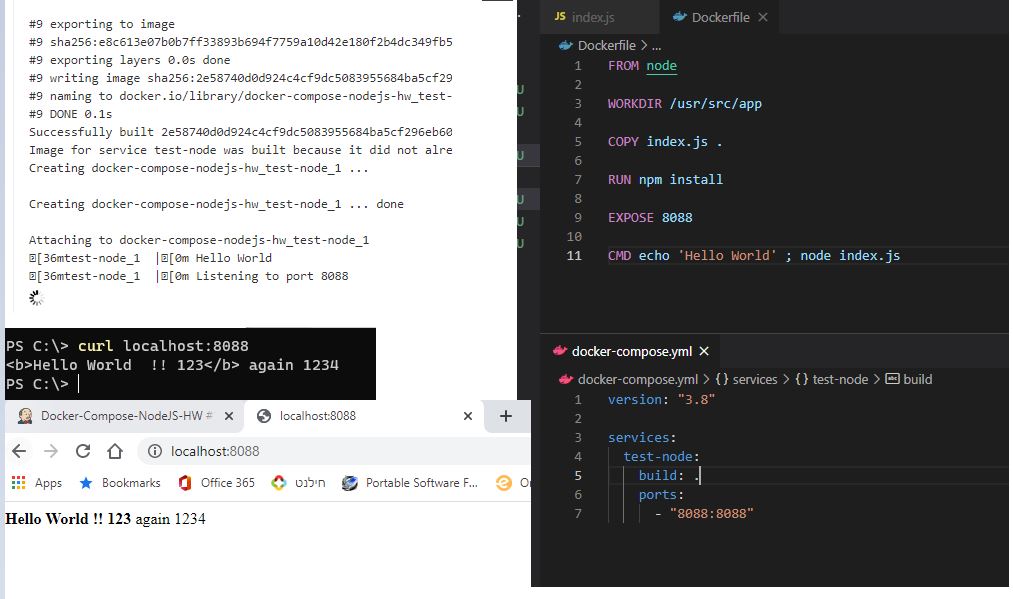 #9 exporting to image
#9 sha256:e8c613e07b0b7ff33893b694f7759a10d42e180f2b4dc349fb5
#9 exporting layers 0.0s done
#9 writing image sha256:2e58740d0d924c4cf9dc5083955684ba5cf29
#9 naming to docker.io/library/docker-compose-nodejs-hw_test-
#9 DONE 0.1s
Successfully built 2e58740d0d924c4cf9dc5083955684ba5cf296eb60
Image for service test-node was built because it did not alre
Creating docker-compose-nodejs-hw_test-node_1 ...
Creating docker-compose-nodejs-hw_test-node_1 ... done
Attaching to docker-compose-nodejs-hw_test-node_1
[36mtest-node_1  |[0m Hello World
[36mtest-node_1  |[0m Listening to port 8088
PS C:\> curl localhost:8088
<b>Hello World  !! 123</b> again 1234
PS C:\>
Docker-Compose-NodeJS-HW #
localhost:8088
localhost:8088
Apps Bookmarks Office 365 חילנט Portable Software F...
Hello World !! 123 again 1234
U
U
U
U
U
U
JS index.js
Dockerfile
Dockerfile > ...
1 FROM node
2
3 WORKDIR /usr/src/app
4
5 COPY index.js .
6
7 RUN npm install
8
9 EXPOSE 8088
10
11 CMD echo 'Hello World' ; node index.js
docker-compose.yml
docker-compose.yml > {} services > {} test-node > abc build
1 version: "3.8"
2
3 services:
4 test-node:
5 build: .
6 ports:
7 - "8088:8088"